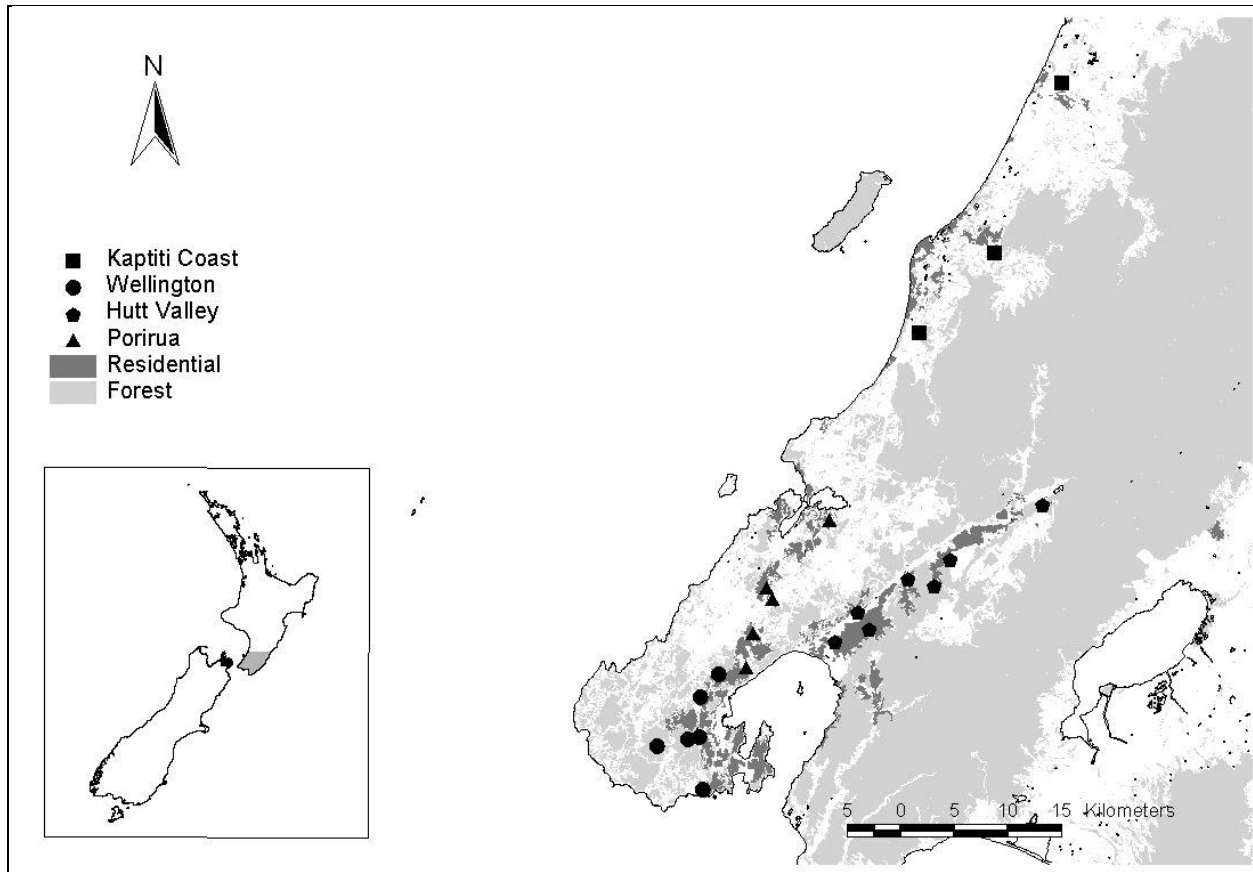 N
Kaptiti Coast
Wellington
Hutt Valley
Porirua
Residential
Forest
5 0 5 10 15 Kilometers